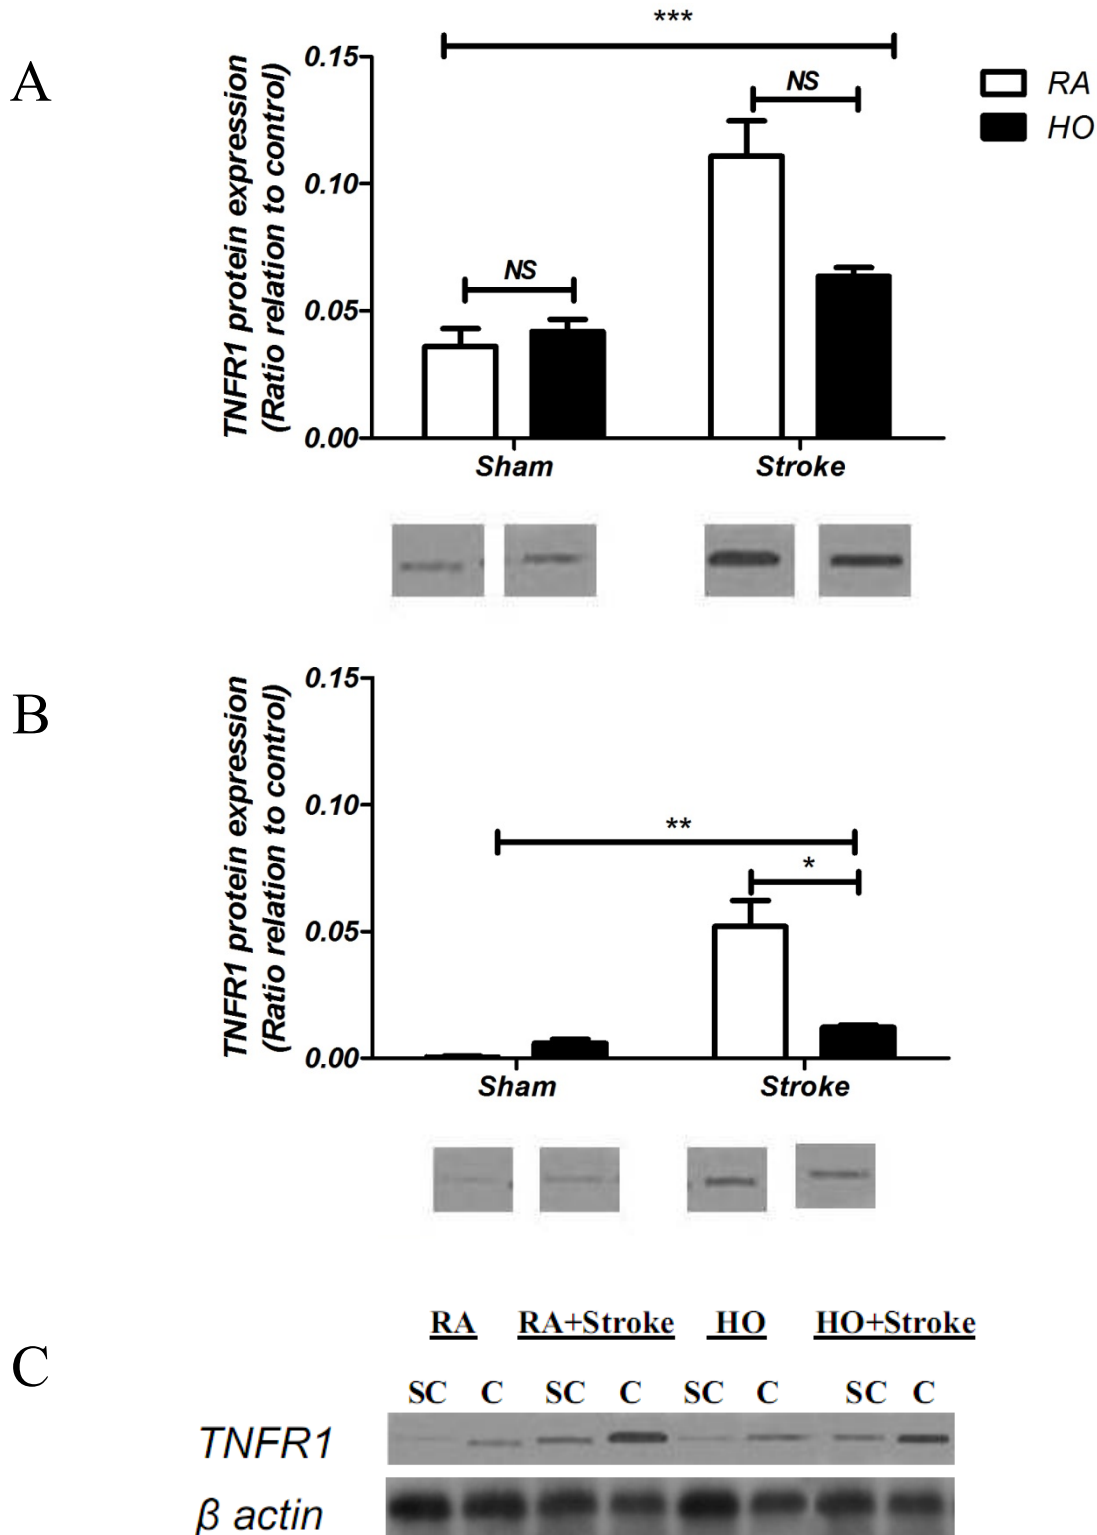 A
***
0.15
NS
RA
HO
TNFR1 protein expression
(Ratio relation to control)
0.10
NS
0.05
0.00
Sham Stroke
B
0.15
TNFR1 protein expression
(Ratio relation to control)
0.10
**
*
0.05
0.00
Sham Stroke
C
RA RA+Stroke HO HO+Stroke
SC C SC C SC C SC C
TNFR1
β actin